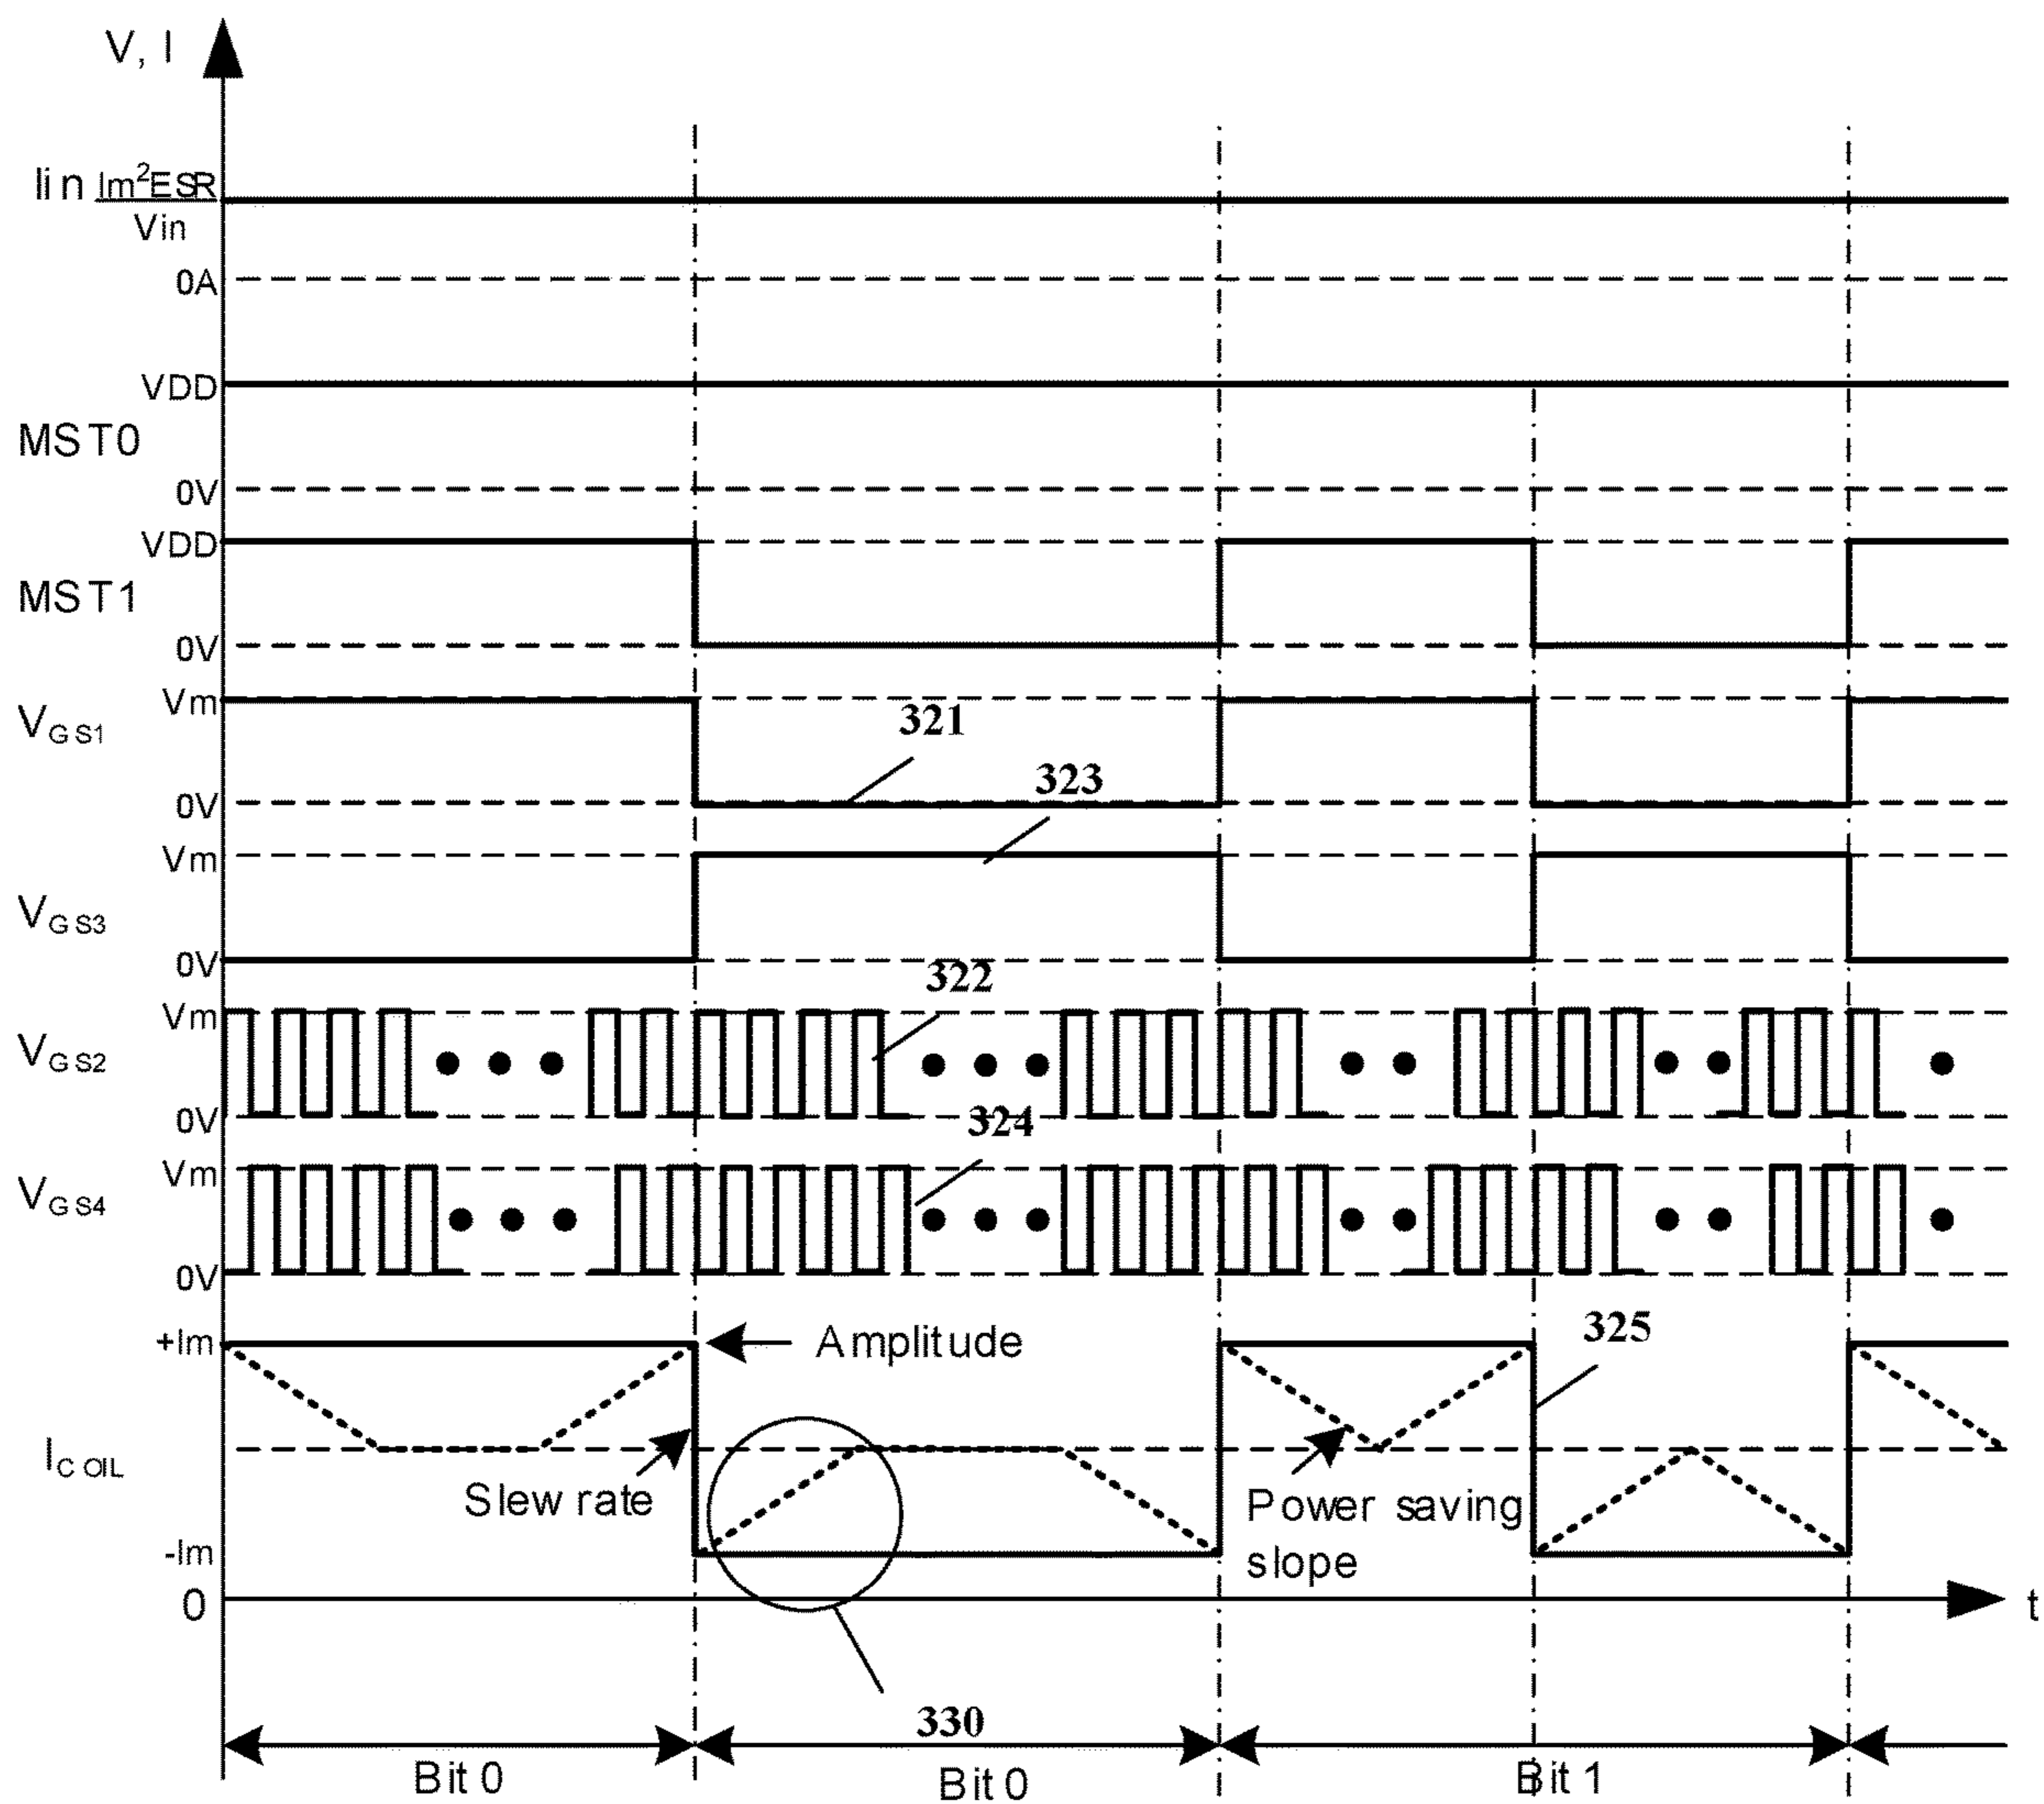 V, I
Iin Im²ESR
Vin
0A
VDD
MST0
0V
VDD
MST1
0V
Vm
VGS1
321
323
0V
Vm
VGS3
0V
322
Vm
VGS2
0V
324
Vm
VGS4
0V
+Im
Amplitude
325
ICOIL
Slew rate
Power saving
slope
-Im
0
t
330
Bit 0
Bit 0
Bit 1